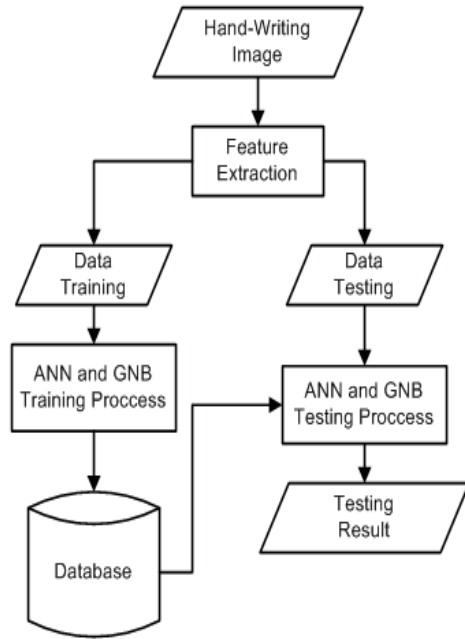 Hand-Writing
Image
Feature
Extraction
Data
Training
Data
Testing
ANN and GNB
Training Proccess
ANN and GNB
Testing Proccess
Database
Testing
Result